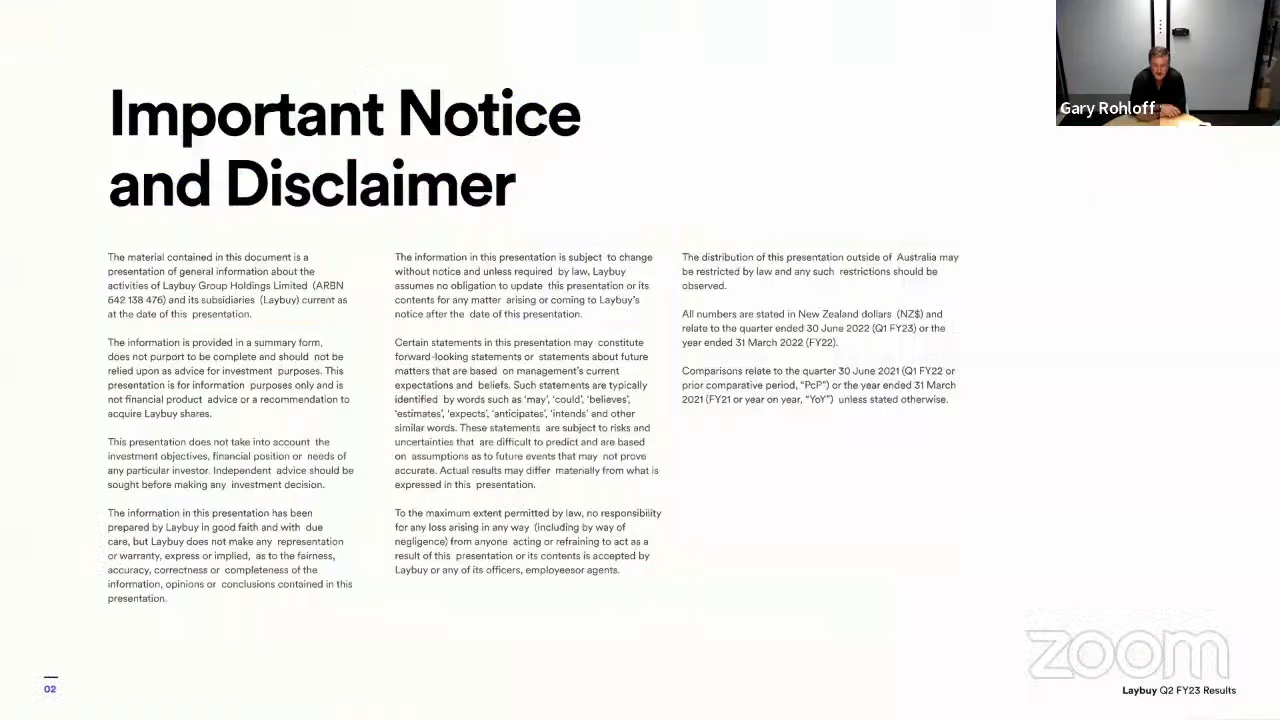 Gary Rohloff
Important Notice
and Disclaimer
The material contained in this document is a
presentation of general information about the
activities of Laybuy Group Holdings Limited (ARBN
642 138 476) and its subsidiaries (Laybuy) current as
at the date of this presentation.
The information is provided in a summary form,
does not purport to be complete and should not be
relied upon as advice for investment purposes. This
presentation is for information purposes only and is
not financial product advice or a recommendation to
acquire Laybuy shares.
This presentation does not take into account the
investment objectives, financial position or needs of
any particular investor. Independent advice should be
sought before making any investment decision.
The information in this presentation has been
prepared by Laybuy in good faith and with due
care, but Laybuy does not make any representation
or warranty, express or implied, as to the fairness,
accuracy, correctness or completeness of the
information, opinions or conclusions contained in this
presentation.
The information in this presentation is subject to change
without notice and unless required by law, Laybuy
assumes no obligation to update this presentation or its
contents for any matter arising or coming to Laybuy's
notice after the date of this presentation.
Certain statements in this presentation may constitute
forward-looking statements or statements about future
matters that are based on management's current
expectations and beliefs. Such statements are typically
identified by words such as 'may', 'could', 'believes',
'estimates', 'expects', 'anticipates', 'intends' and other
similar words. These statements are subject to risks and
uncertainties that are difficult to predict and are based
on assumptions as to future events that may not prove
accurate. Actual results may differ materially from what is
expressed in this presentation.
To the maximum extent permitted by law, no responsibility
for any loss arising in any way (including by way of
negligence) from anyone acting or refraining to act as a
result of this presentation or its contents is accepted by
Laybuy or any of its officers, employeesor agents.
The distribution of this presentation outside of Australia may
be restricted by law and any such restrictions should be
observed.
All numbers are stated in New Zealand dollars (NZ$) and
relate to the quarter ended 30 June 2022 (Q1 FY23) or the
year ended 31 March 2022 (FY22).
Comparisons relate to the quarter 30 June 2021 (Q1 FY22 or
prior comparative period, "PcP") or the year ended 31 March
2021 (FY21 or year on year, "YoY") unless stated otherwise.
zoom
02
Laybuy Q2 FY23 Results